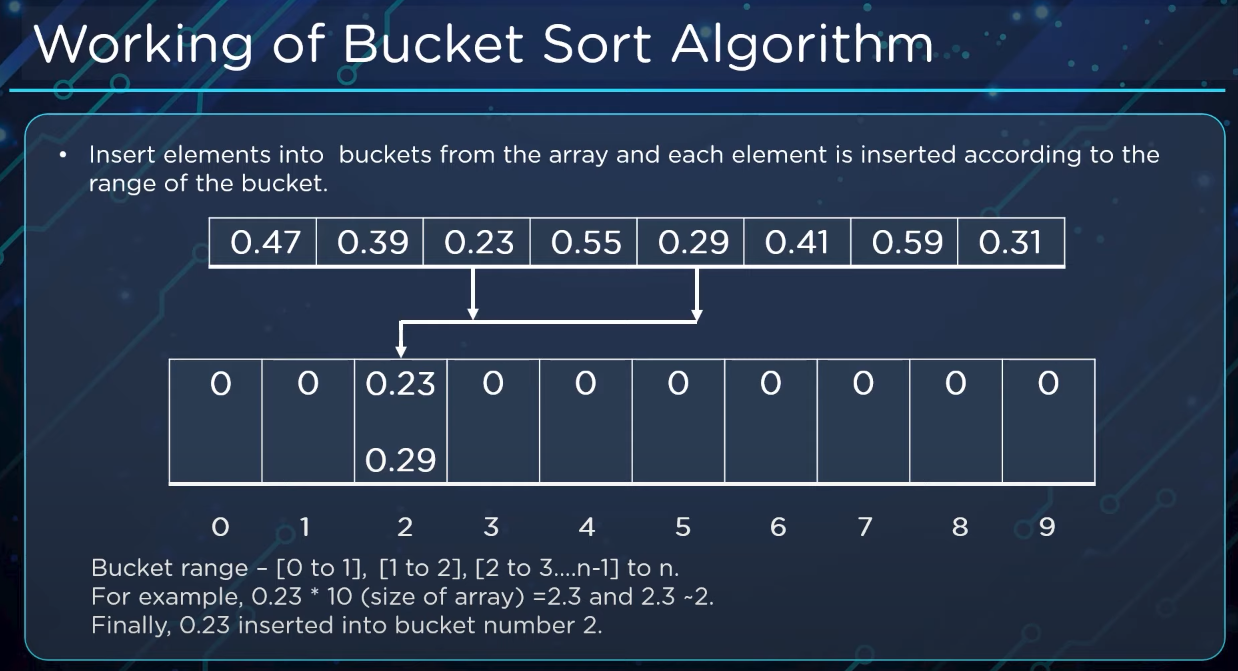 Working of Bucket Sort Algorithm
• Insert elements into buckets from the array and each element is inserted according to the
range of the bucket.
0.47 0.39 0.23 0.55 0.29 0.41 0.59 0.31
0 0 0.23 0 0 0 0 0 0 0
0.29
0 1 2 3 4 5 6 7 8 9
Bucket range – [0 to 1], [1 to 2], [2 to 3....n-1] to n.
For example, 0.23 * 10 (size of array) =2.3 and 2.3 ~2.
Finally, 0.23 inserted into bucket number 2.